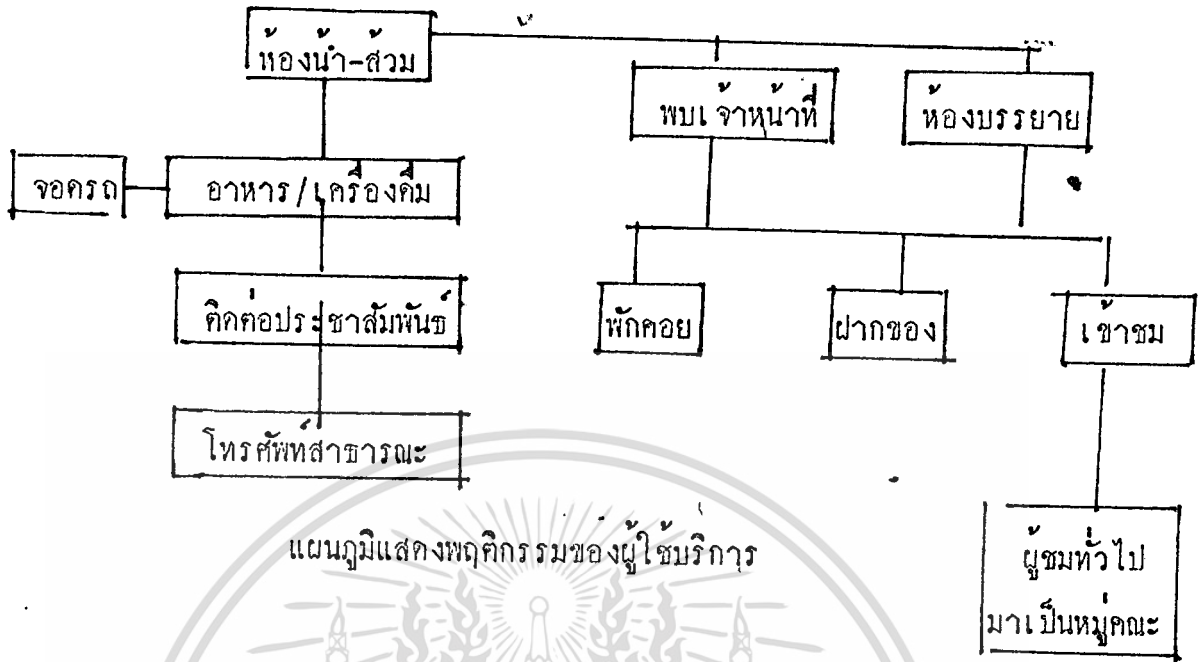 ห้องน้ำ-ส้วม
พบเจ้าหน้าที่
ห้องบรรยาย
จอดรถ
อาหาร/เครื่องดื่ม
ติดต่อประชาสัมพันธ์
พักคอย
ฝากของ
เข้าชม
โทรศัพท์สาธารณะ
แผนภูมิแสดงพฤติกรรมของผู้ใช้บริการ
ผู้ชมทั่วไป
มาเป็นหมู่คณะ